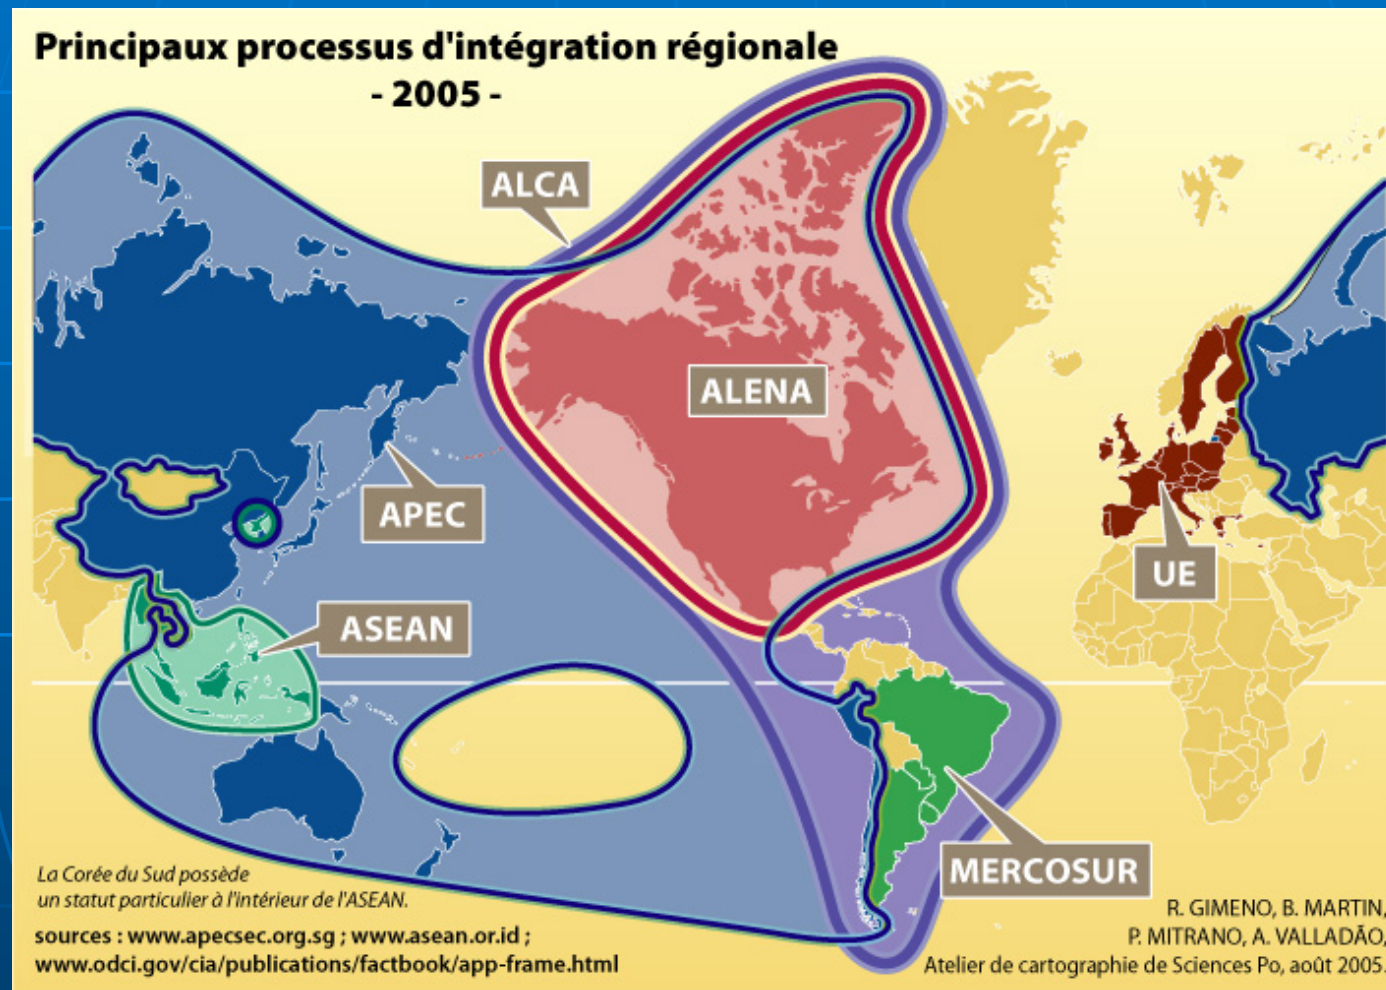 Principaux processus d'intégration régionale
- 2005 -
ALCA
ALENA
APEC
UE
ASEAN
MERCOSUR
La Corée du Sud possède
un statut particulier à l'intérieur de l'ASEAN.
sources : www.apecsec.org.sg ; www.asean.or.id ;
www.odci.gov/cia/publications/factbook/app-frame.html
R. GIMENO, B. MARTIN,
P. MITRANO, A. VALLADÃO,
Atelier de cartographie de Sciences Po, août 2005.